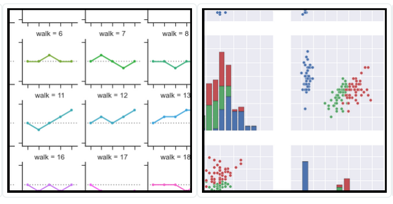 walk = 6 walk = 7 walk = 8
walk = 11 walk = 12 walk = 13
walk = 16 walk = 17 walk = 18